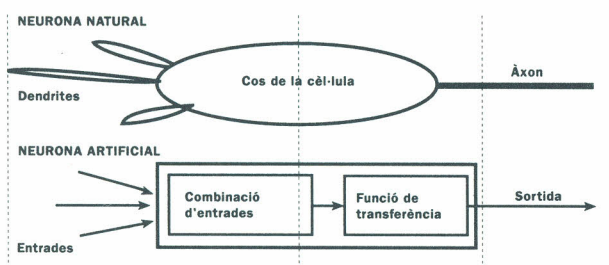 NEURONA NATURAL
Cos de la cèl·lula
Àxon
Dendrites
NEURONA ARTIFICIAL
Combinació
d'entrades
Funció de
transferència
Sortida
Entrades